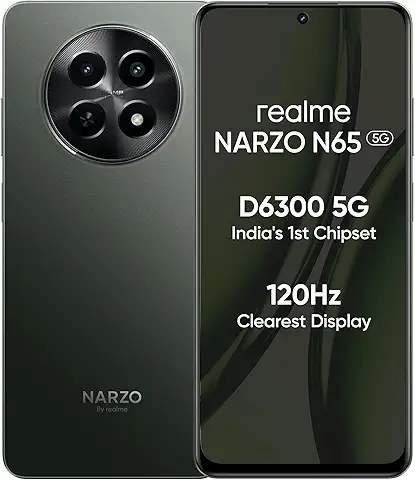 realme
NARZO N65 5G
D6300 5G
India's 1st Chipset
120Hz
Clearest Display
NARZO
By realme